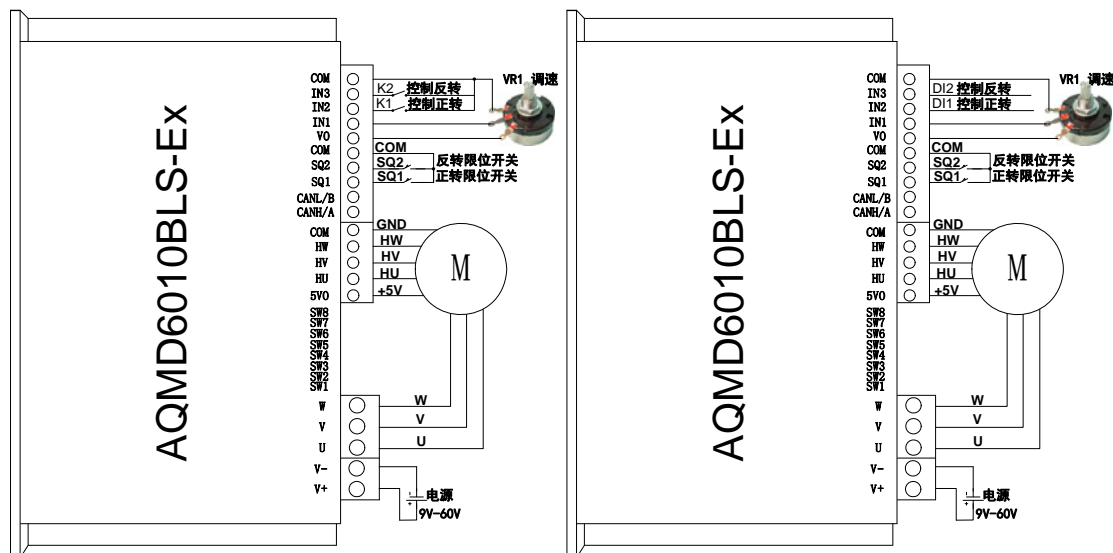 AQMD6010BLS-Ex
COM
IN3
IN2
IN1
VO
COM
SQ2
SQ1
CANL/B
CANH/A
COM
HW
HV
HU
5VO
SW8
SW7
SW6
SW5
SW4
SW3
SW2
SW1
W
V
U
V-
V+
VR1 调速
K2 控制反转
K1 控制正转
COM
SQ2 反转限位开关
SQ1 正转限位开关
GND
HW
HV
HU
+5V
M
W
V
U
电源
9V-60V
AQMD6010BLS-Ex
COM
IN3
IN2
IN1
VO
COM
SQ2
SQ1
CANL/B
CANH/A
COM
HW
HV
HU
5VO
SW8
SW7
SW6
SW5
SW4
SW3
SW2
SW1
W
V
U
V-
V+
VR1 调速
DI2 控制反转
DI1 控制正转
COM
SQ2 反转限位开关
SQ1 正转限位开关
GND
HW
HV
HU
+5V
M
W
V
U
电源
9V-60V